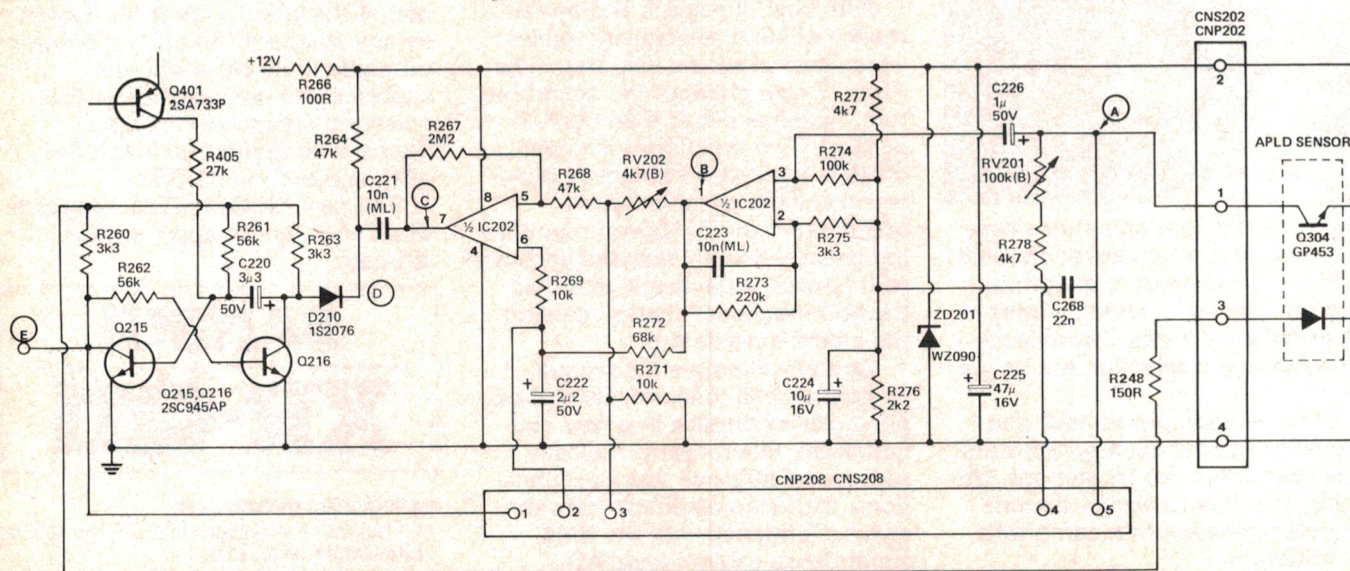 CNS202
CNP202
+12V
R266
100R
Q401
2SA733P
R405
27k
R264
47k
R267
2M2
C221
10n
(ML)
C
7
8
½ IC202
4
5
6
R268
47k
RV202
4k7(B)
B
1
½ IC202
3
2
R277
4k7
R274
100k
R275
3k3
C226
1µ
50V
+
A
RV201
100k(B)
R278
4k7
C268
22n
2
1
3
4
APLD SENSOR
Q304
GP453
R260
3k3
R262
56k
R261
56k
C220
3µ3
50V
+
R263
3k3
D210
1S2076
D
E
Q215
Q216
Q215,Q216
2SC945AP
R269
10k
C223
10n(ML)
R273
220k
R272
68k
R271
10k
+
C222
2µ2
50V
C224
10µ
16V
+
R276
2k2
ZD201
WZ090
+
C225
47µ
16V
R248
150R
CNP208 CNS208
1
2
3
4
5